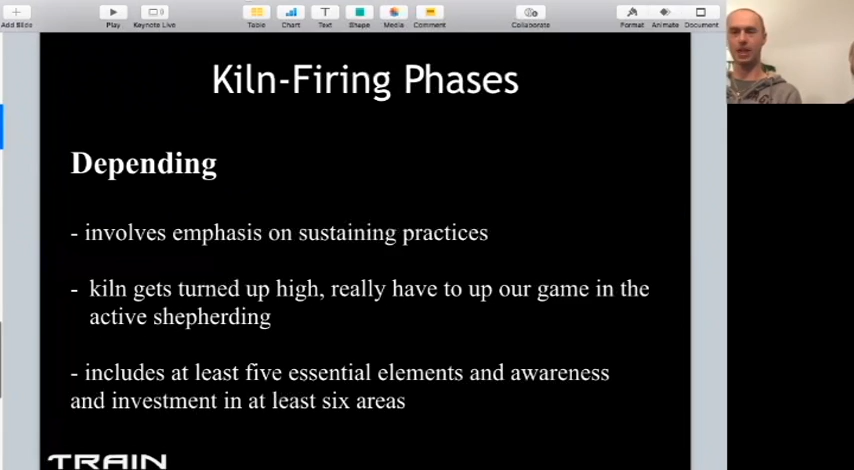 Add Slide
Play
Keynote Live
Table
Chart
Text
Shape
Media
Comment
Collaborate
Format
Animate
Document
Kiln-Firing Phases
Depending
- involves emphasis on sustaining practices
- kiln gets turned up high, really have to up our game in the
active shepherding
- includes at least five essential elements and awareness
and investment in at least six areas
TRAIN